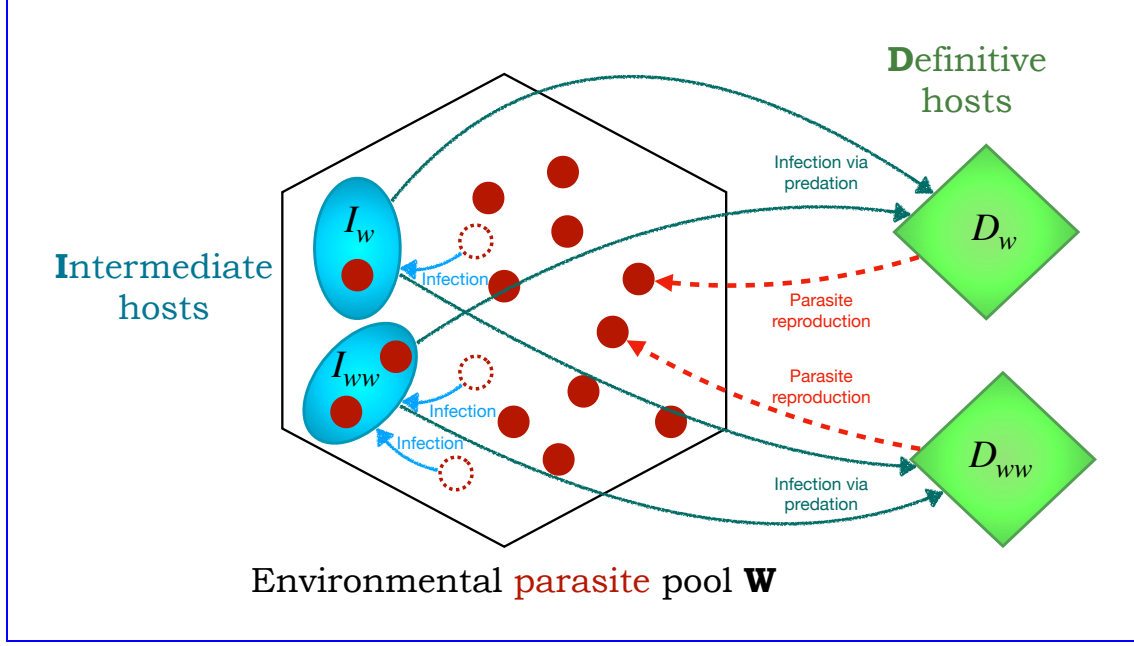 Definitive
hosts
Infection via
predation
I_w
D_w
Intermediate
hosts
Infection
Parasite
reproduction
I_ww
Parasite
reproduction
Infection
Infection
D_ww
Infection via
predation
Environmental parasite pool W